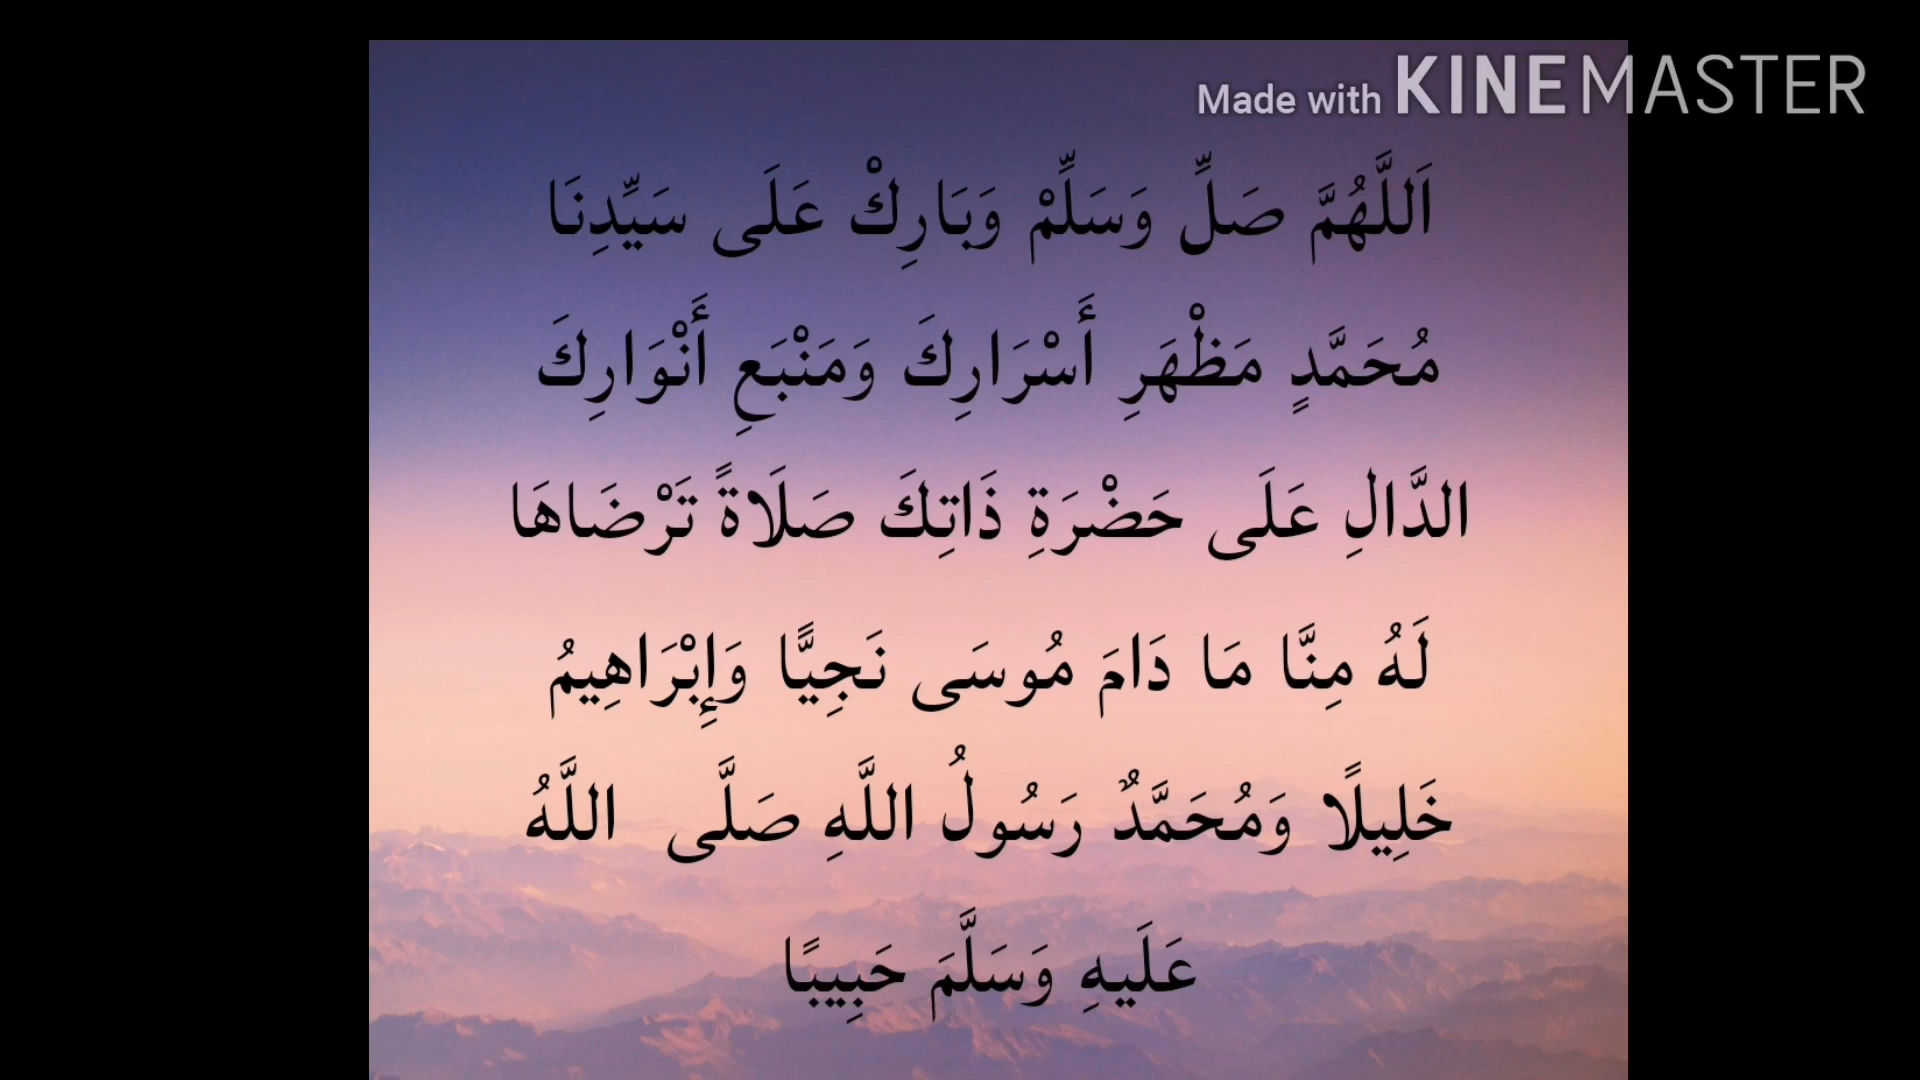 Made with KINEMASTER
اَللَّهُمَّ صَلِّ وَسَلِّمْ وَبَارِكْ عَلَى سَيِّدِنَا
مُحَمَّدٍ مَظْهَرِ أَسْرَارِكَ وَمَنْبَعِ أَنْوَارِكَ
الدَّالِ عَلَى حَضْرَةِ ذَاتِكَ صَلَاةً تَرْضَاهَا
لَهُ مِنَّا مَا دَامَ مُوسَى نَجِيًّا وَإِبْرَاهِيمُ
خَلِيلًا وَمُحَمَّدٌ رَسُولُ اللَّهِ صَلَّى اللَّهُ
عَلَيهِ وَسَلَّمَ حَبِيبًا